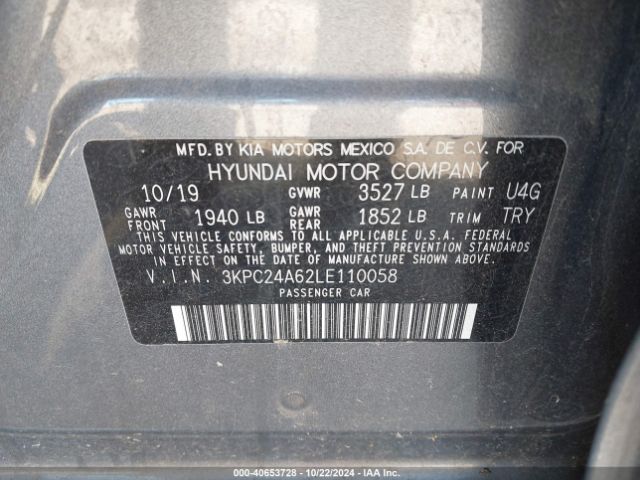 MFD. BY KIA MOTORS MEXICO S.A. DE C.V. FOR
HYUNDAI MOTOR COMPANY
10/19 GVWR 3527 LB PAINT U4G
GAWR FRONT 1940 LB GAWR REAR 1852 LB TRIM TRY
THIS VEHICLE CONFORMS TO ALL APPLICABLE U.S.A. FEDERAL
MOTOR VEHICLE SAFETY, BUMPER, AND THEFT PREVENTION STANDARDS
IN EFFECT ON THE DATE OF MANUFACTURE SHOWN ABOVE.
V.I.N. 3KPC24A62LE110058
PASSENGER CAR
000-40653728 - 10/22/2024 - IAA Inc.